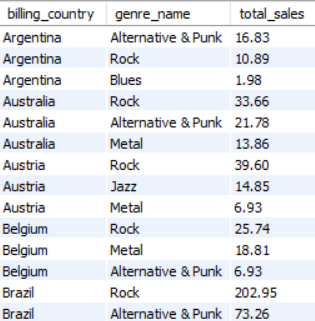 billing_country genre_name total_sales
Argentina Alternative & Punk 16.83
Argentina Rock 10.89
Argentina Blues 1.98
Australia Rock 33.66
Australia Alternative & Punk 21.78
Australia Metal 13.86
Austria Rock 39.60
Austria Jazz 14.85
Austria Metal 6.93
Belgium Rock 25.74
Belgium Metal 18.81
Belgium Alternative & Punk 6.93
Brazil Rock 202.95
Brazil Alternative & Punk 73.26